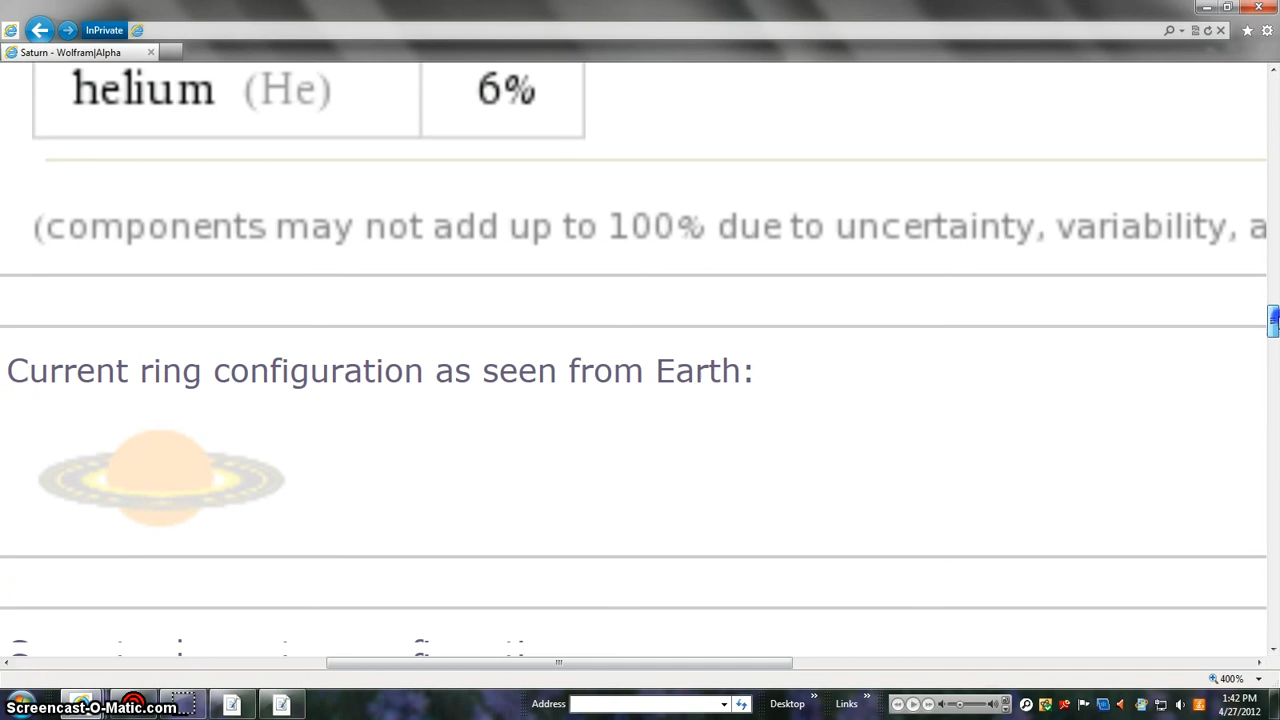 InPrivate
Saturn - Wolfram|Alpha
helium (He) 6%
(components may not add up to 100% due to uncertainty, variability, a
Current ring configuration as seen from Earth:
400%
Address
Desktop
Links
1:42 PM
4/27/2012
Screencast-O-Matic.com